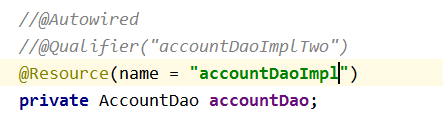 //@Autowired
//@Qualifier("accountDaoImplTwo")
@Resource(name = "accountDaoImpl")
private AccountDao accountDao;